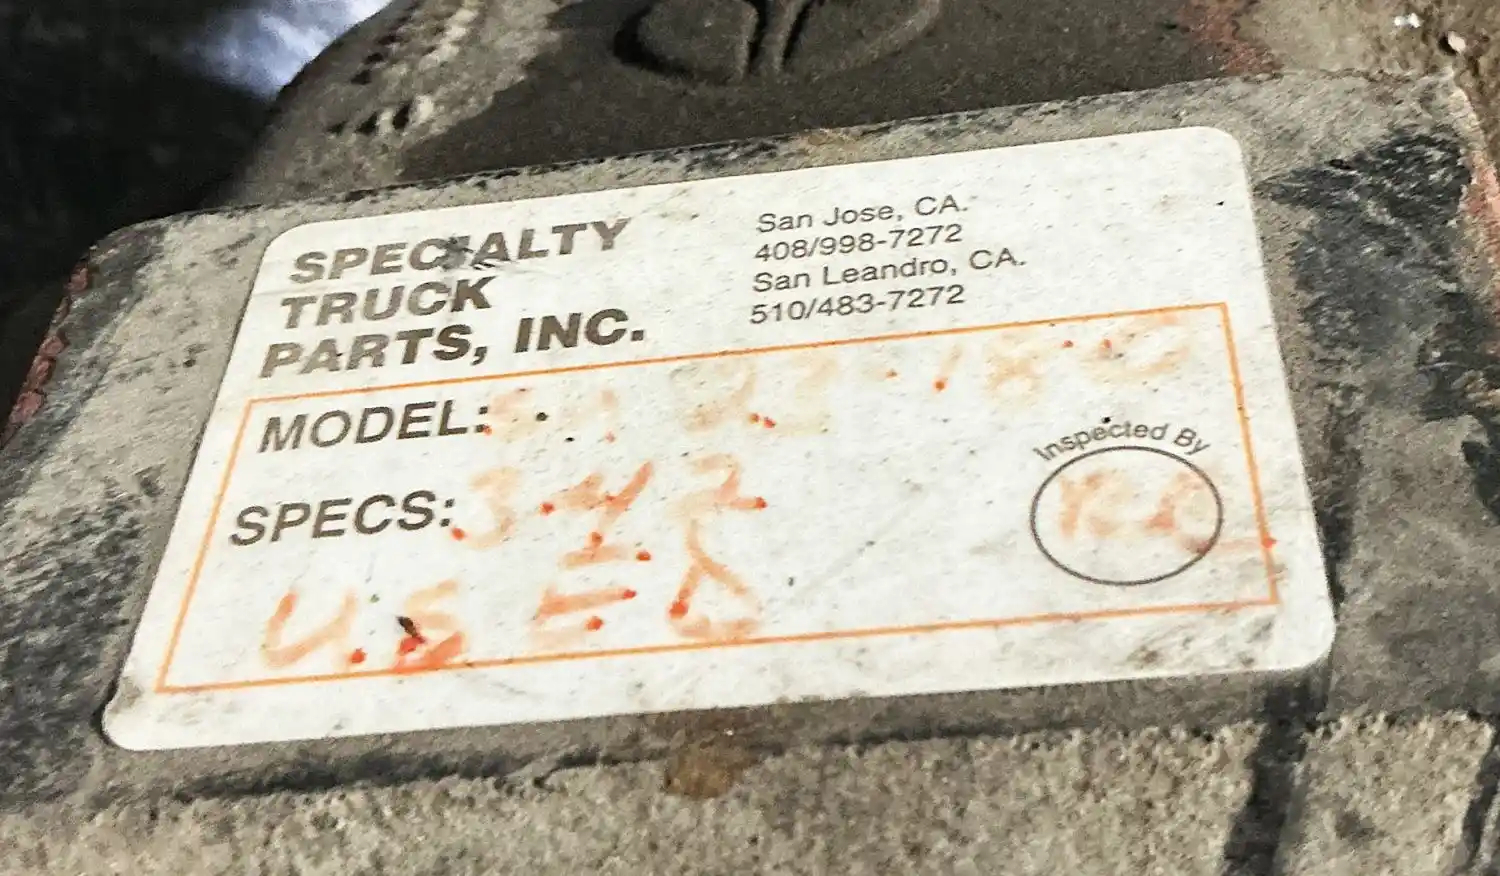 SPECIALTY
TRUCK
PARTS, INC.
San Jose, CA.
408/998-7272
San Leandro, CA.
510/483-7272
MODEL:
SPECS: 3.42
USED
Inspected By